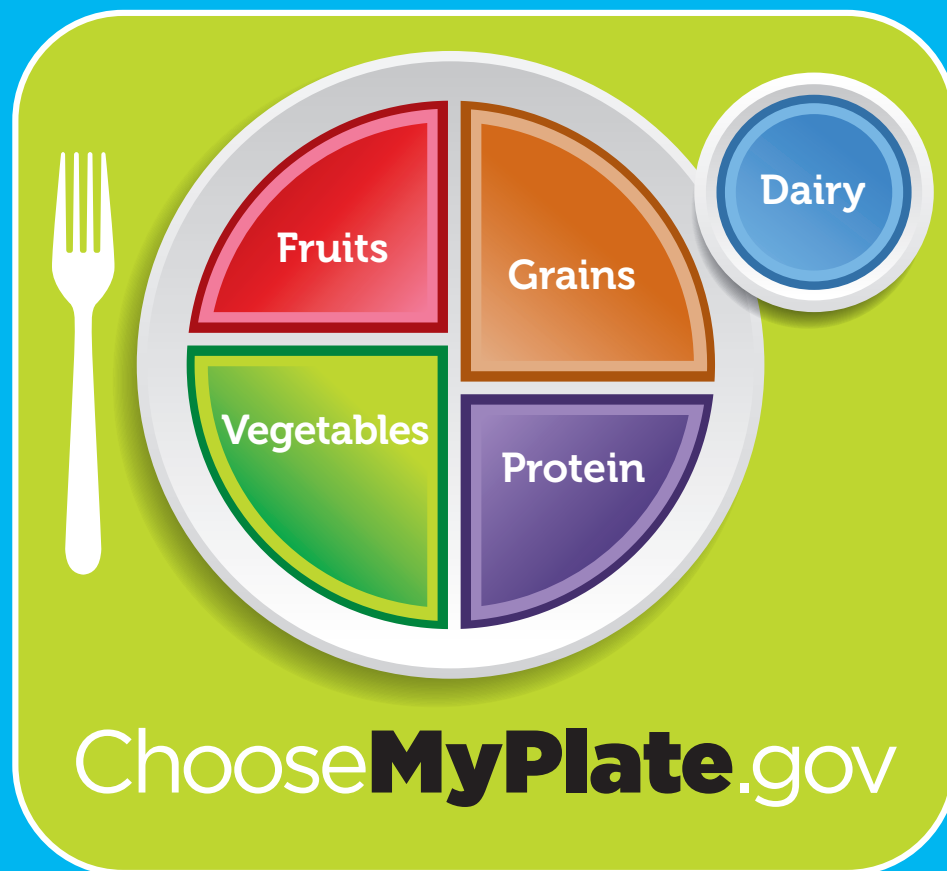 Fruits
Grains
Dairy
Vegetables
Protein
ChooseMyPlate.gov